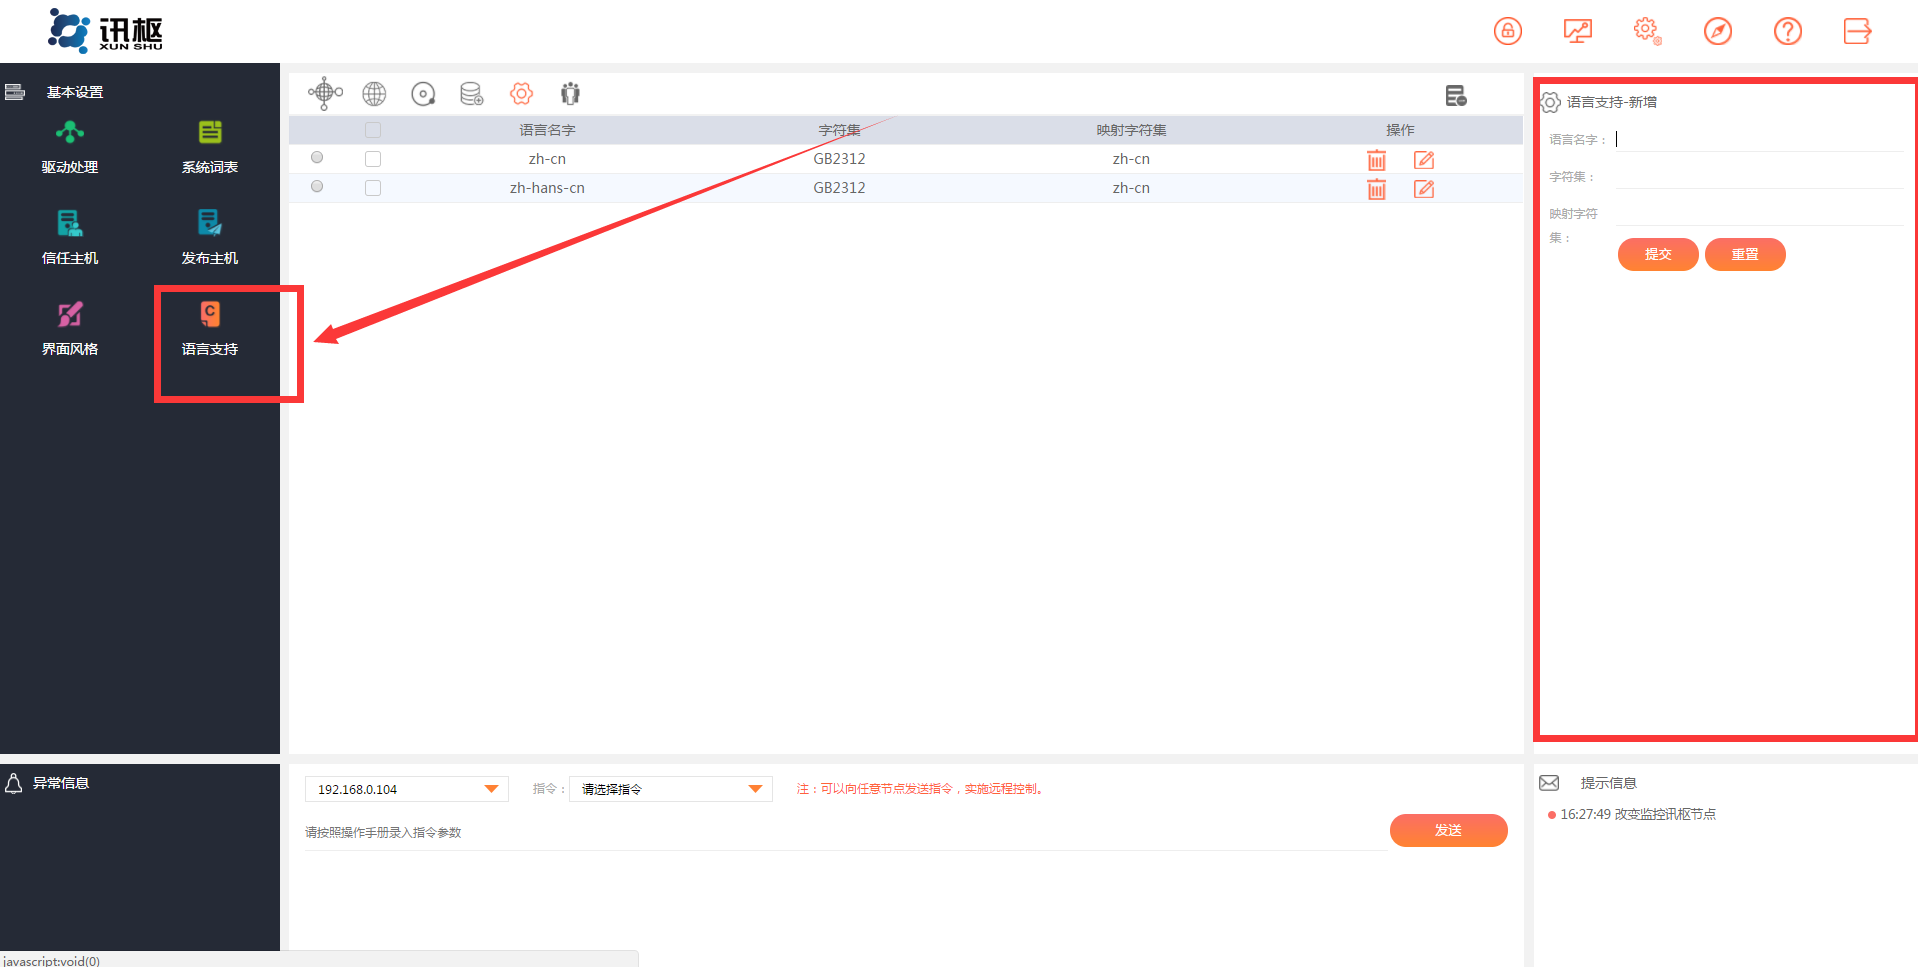 讯枢
XUN SHU
基本设置
驱动处理
系统词表
信任主机
发布主机
界面风格
C
语言支持
语言名字 字符集 映射字符集 操作
zh-cn GB2312 zh-cn
zh-hans-cn GB2312 zh-cn
语言支持-新增
语言名字：
字符集：
映射字符
集：
提交 重置
异常信息
192.168.0.104 指令： 请选择指令 注：可以向任意节点发送指令，实施远程控制。
请按照操作手册录入指令参数
发送
提示信息
16:27:49 改变监控讯枢节点
javascript:void(0)